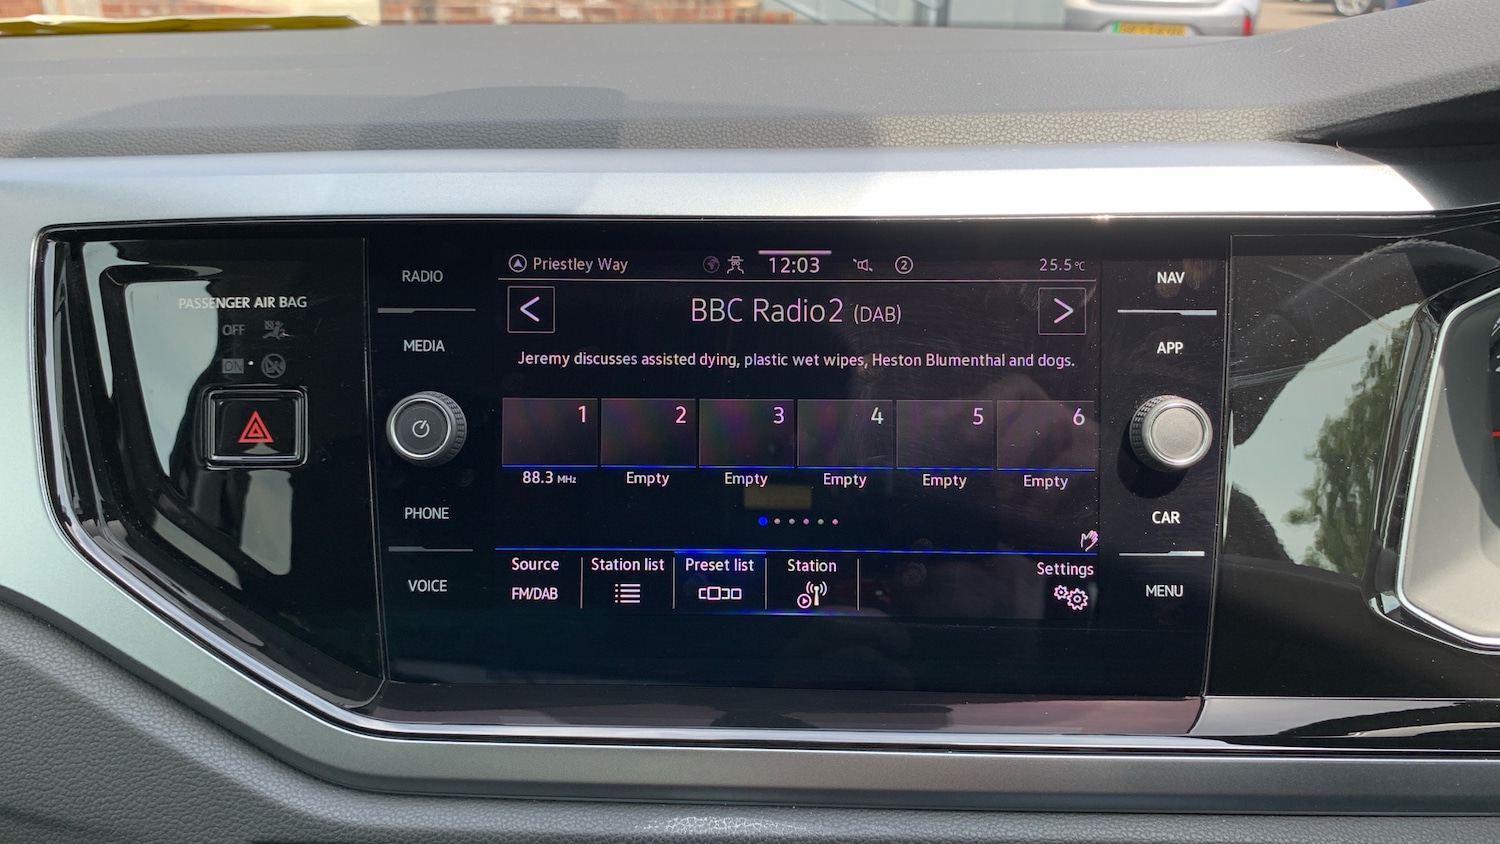 PASSENGER AIR BAG
OFF
ON
RADIO
MEDIA
PHONE
VOICE
Priestley Way
12:03
2
25.5°C
BBC Radio2 (DAB)
Jeremy discusses assisted dying, plastic wet wipes, Heston Blumenthal and dogs.
1 2 3 4 5 6
88.3 MHz Empty Empty Empty Empty Empty
Source Station list Preset list Station Settings
FM/DAB
NAV
APP
CAR
MENU